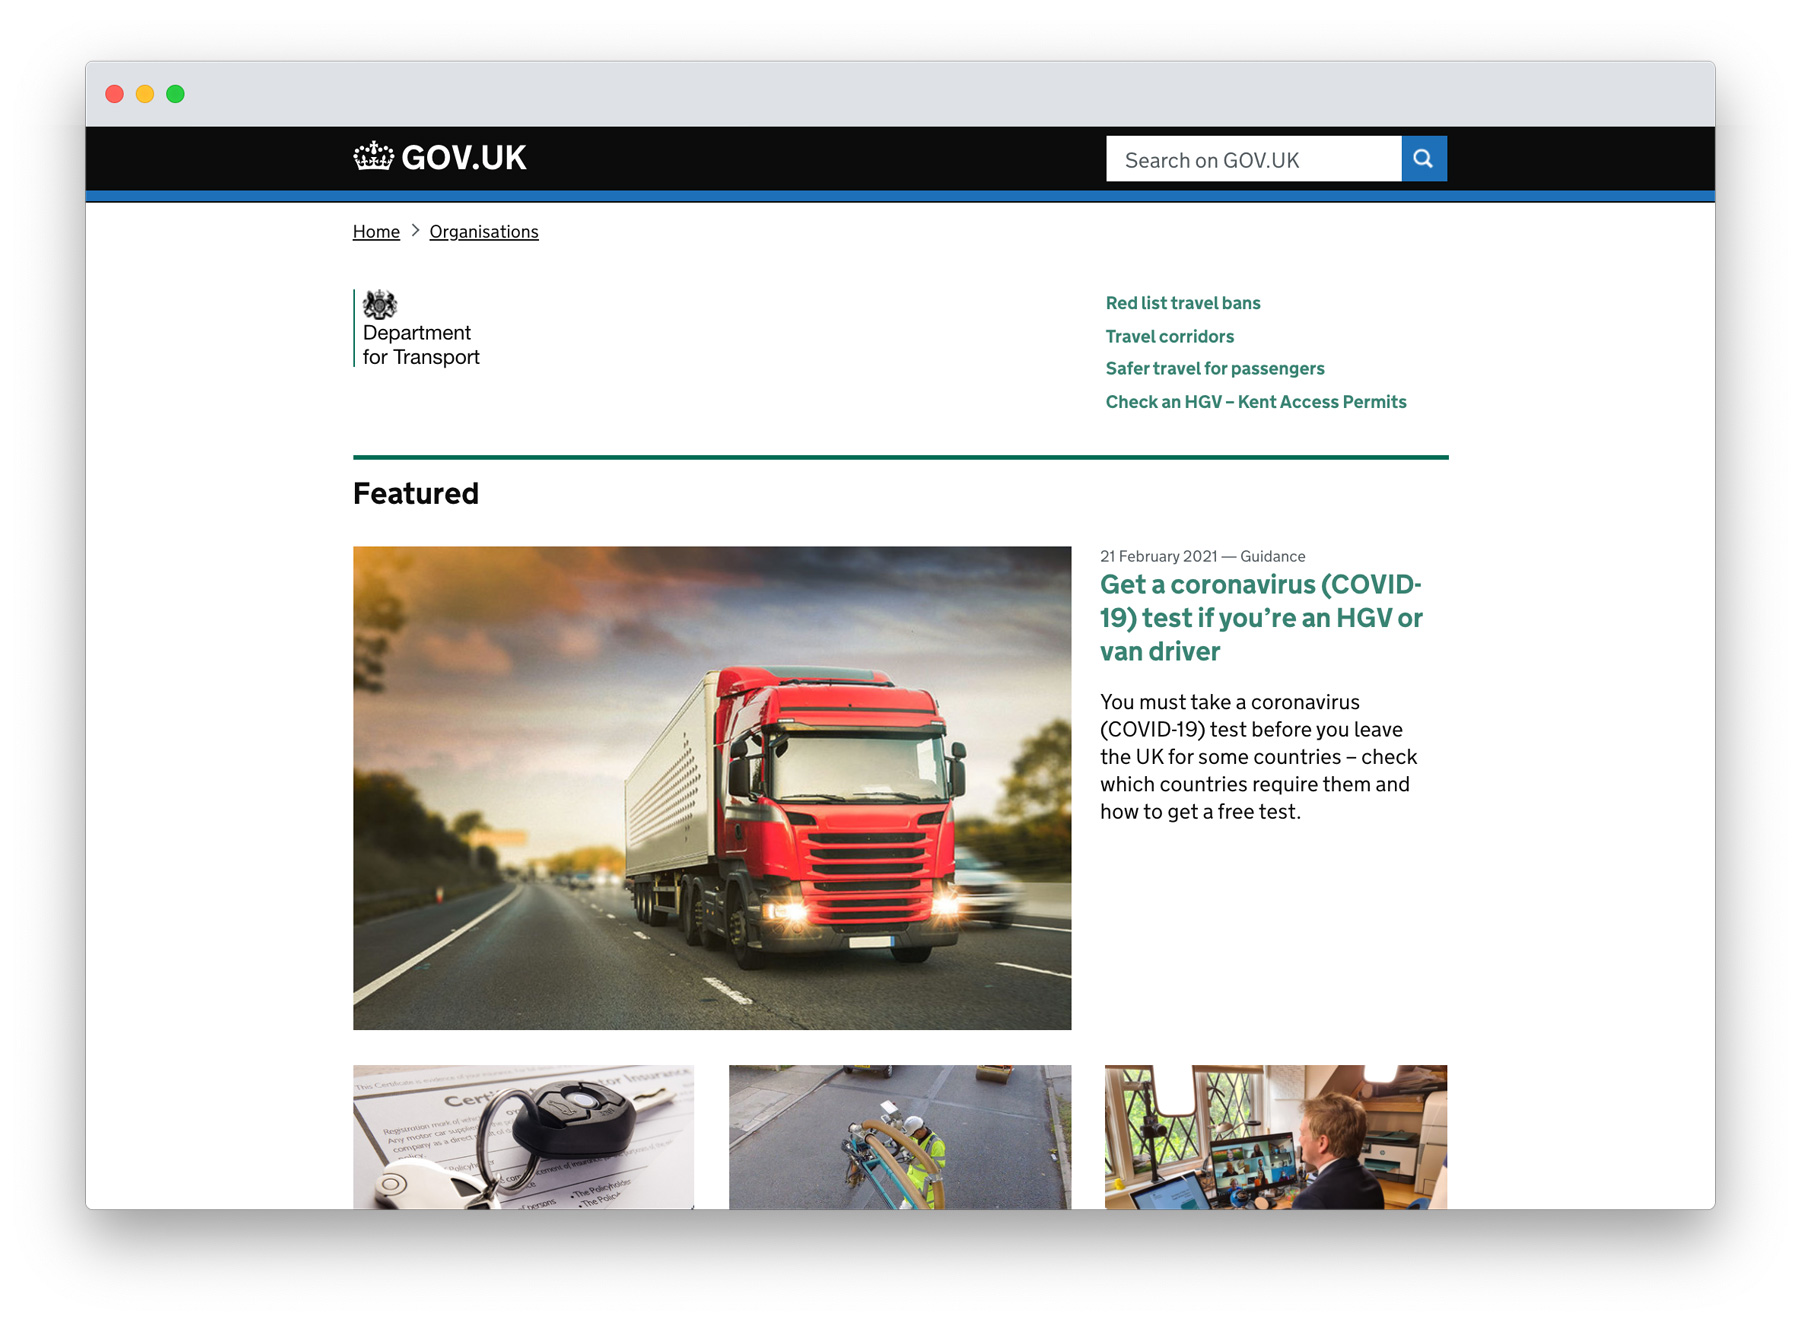 GOV.UK
Search on GOV.UK
Home
Organisations
Department
for Transport
Red list travel bans
Travel corridors
Safer travel for passengers
Check an HGV – Kent Access Permits
Featured
21 February 2021 — Guidance
Get a coronavirus (COVID-
19) test if you’re an HGV or
van driver
You must take a coronavirus
(COVID-19) test before you leave
the UK for some countries – check
which countries require them and
how to get a free test.